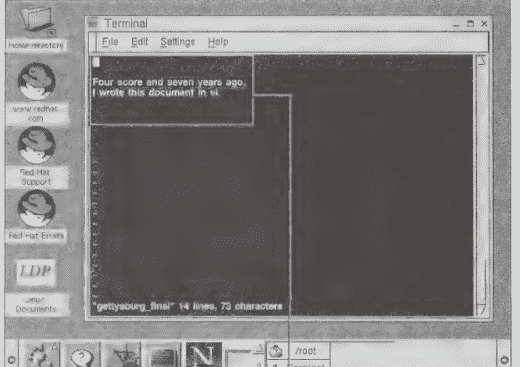 Terminal
File Edit Settings Help
Home directory
www.redhat.com
Red Hat Support
Red Hat Errata
LDP
Linux Documents
Four score and seven years ago.
I wrote this document in vi.
"gettysburg_final" 14 lines, 73 characters
N
/root
Terminal